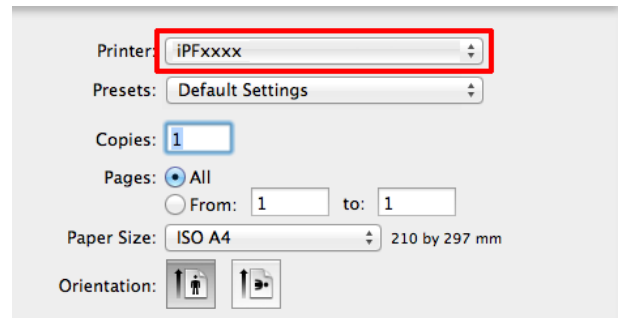 Printer: iPFxxxx
Presets: Default Settings
Copies: 1
Pages: All
From: 1 to: 1
Paper Size: ISO A4 210 by 297 mm
Orientation: